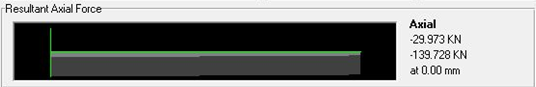 Resultant Axial Force
Axial
-29.973 KN
-139.728 KN
at 0.00 mm